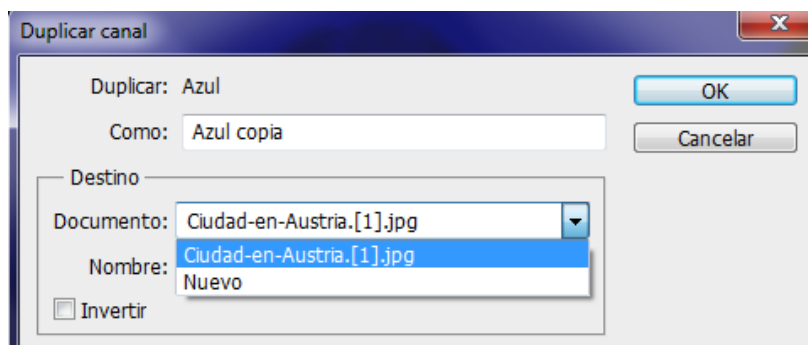 Duplicar canal
Duplicar: Azul
OK
Como: Azul copia
Cancelar
Destino
Documento: Ciudad-en-Austria.[1].jpg
Ciudad-en-Austria.[1].jpg
Nombre:
Nuevo
Invertir